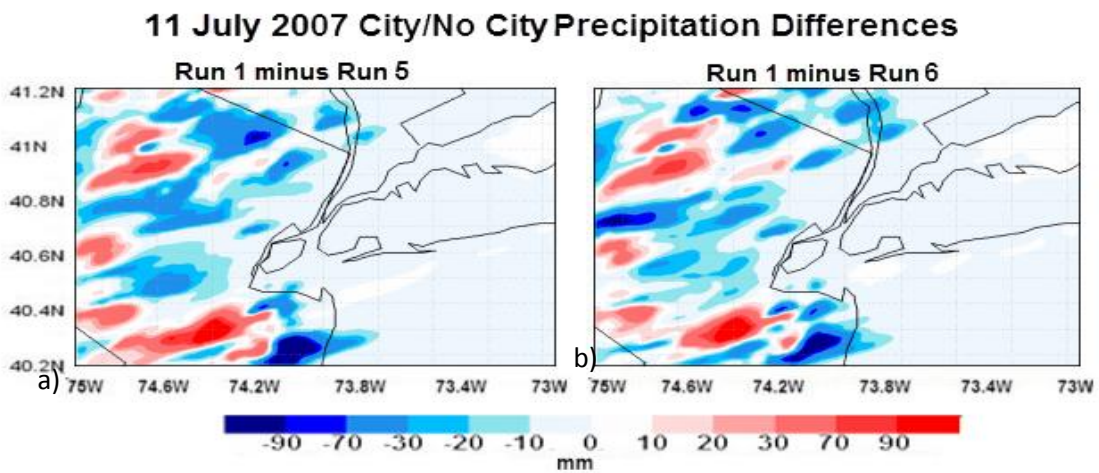 11 July 2007 City/No City Precipitation Differences
Run 1 minus Run 5
Run 1 minus Run 6
41.2N
41N
40.8N
40.6N
40.4N
40.2N
a)
b)
75W 74.6W 74.2W 73.8W 73.4W 73W
75W 74.6W 74.2W 73.8W 73.4W 73W
-90 -70 -30 -20 -10 0 10 20 30 70 90
mm